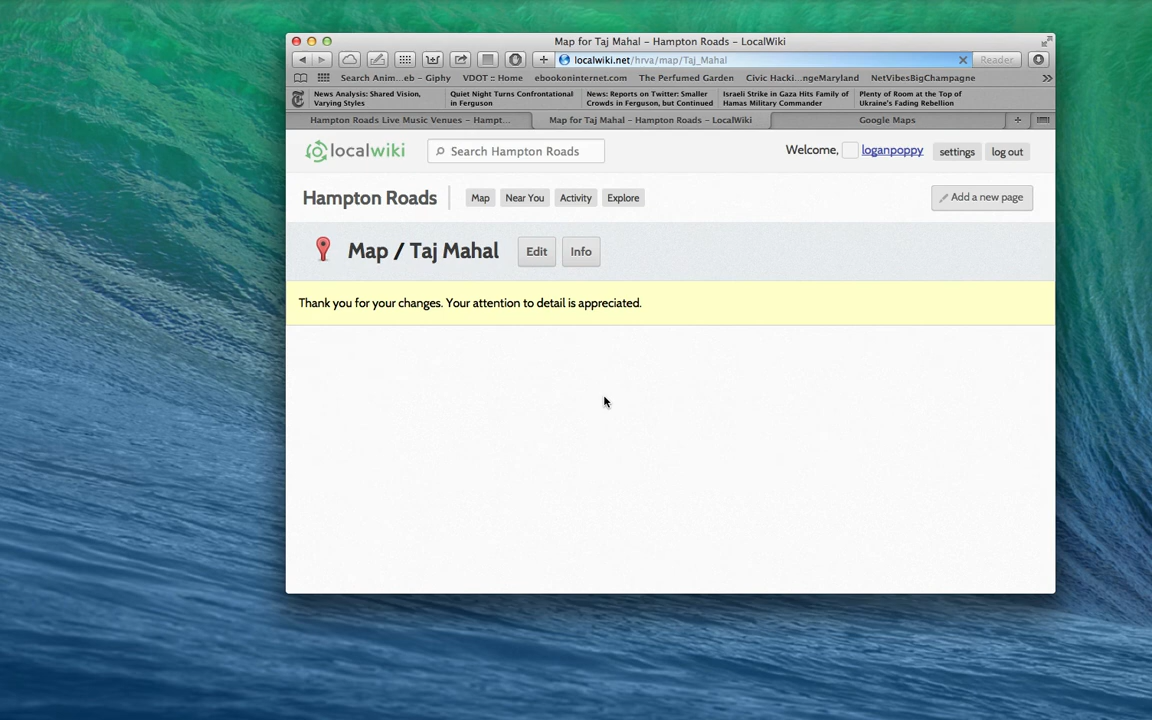 Map for Taj Mahal – Hampton Roads – LocalWiki
localwiki.net/hrva/map/Taj_Mahal
Reader
Search Anim...eb – Giphy
VDOT :: Home
ebookoninternet.com
The Perfumed Garden
Civic Hacki...ngeMaryland
NetVibesBigChampagne
News Analysis: Shared Vision,
Varying Styles
Quiet Night Turns Confrontational
in Ferguson
News: Reports on Twitter: Smaller
Crowds in Ferguson, but Continued
Israeli Strike in Gaza Hits Family of
Hamas Military Commander
Plenty of Room at the Top of
Ukraine's Fading Rebellion
Hampton Roads Live Music Venues – Hampt...
Map for Taj Mahal – Hampton Roads – LocalWiki
Google Maps
localwiki
Search Hampton Roads
Welcome, loganpoppy
settings
log out
Hampton Roads
Map
Near You
Activity
Explore
Add a new page
Map / Taj Mahal
Edit
Info
Thank you for your changes. Your attention to detail is appreciated.